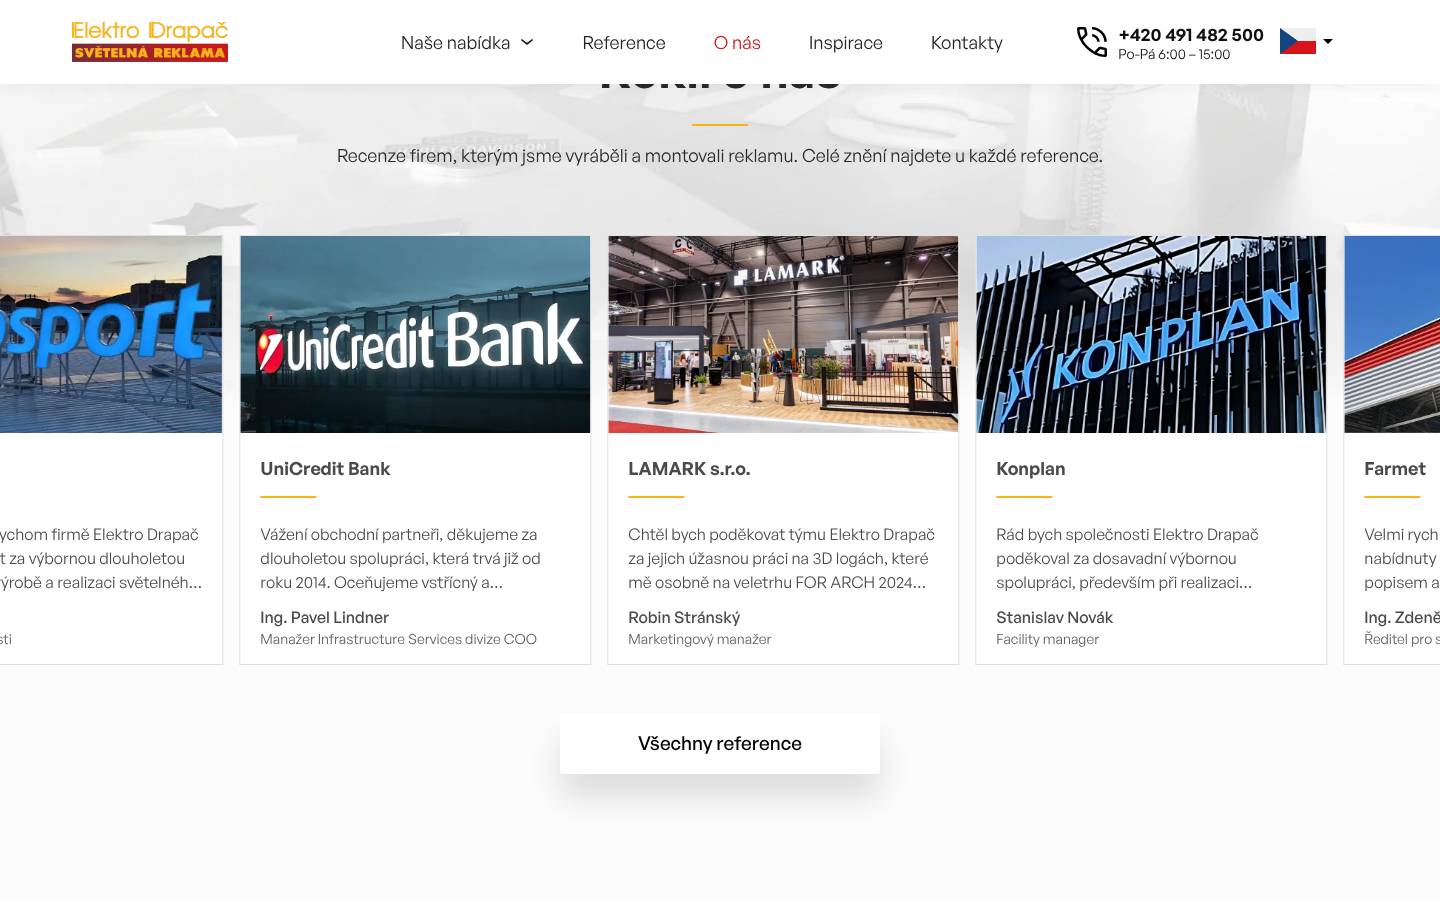 Elektro Drapač
SVĚTELNÁ REKLAMA
Naše nabídka
Reference
O nás
Inspirace
Kontakty
+420 491 482 500
Po-Pá 6:00 – 15:00
Řekli o nás
Recenze firem, kterým jsme vyráběli a montovali reklamu. Celé znění najdete u každé reference.
nsport
UniCredit Bank
LAMARK
KONPLAN
ychom firmě Elektro Drapač
t za výbornou dlouholetou
ýrobě a realizaci světelnéh...
sti
UniCredit Bank
Vážení obchodní partneři, děkujeme za
dlouholetou spolupráci, která trvá již od
roku 2014. Oceňujeme vstřícný a...
Ing. Pavel Lindner
Manažer Infrastructure Services divize COO
LAMARK s.r.o.
Chtěl bych poděkovat týmu Elektro Drapač
za jejich úžasnou práci na 3D logách, které
mě osobně na veletrhu FOR ARCH 2024...
Robin Stránský
Marketingový manažer
Konplan
Rád bych společnosti Elektro Drapač
poděkoval za dosavadní výbornou
spolupráci, především při realizaci...
Stanislav Novák
Facility manager
Farmet
Velmi rych
nabídnuty
popisem a
Ing. Zdeně
Ředitel pro s
Všechny reference